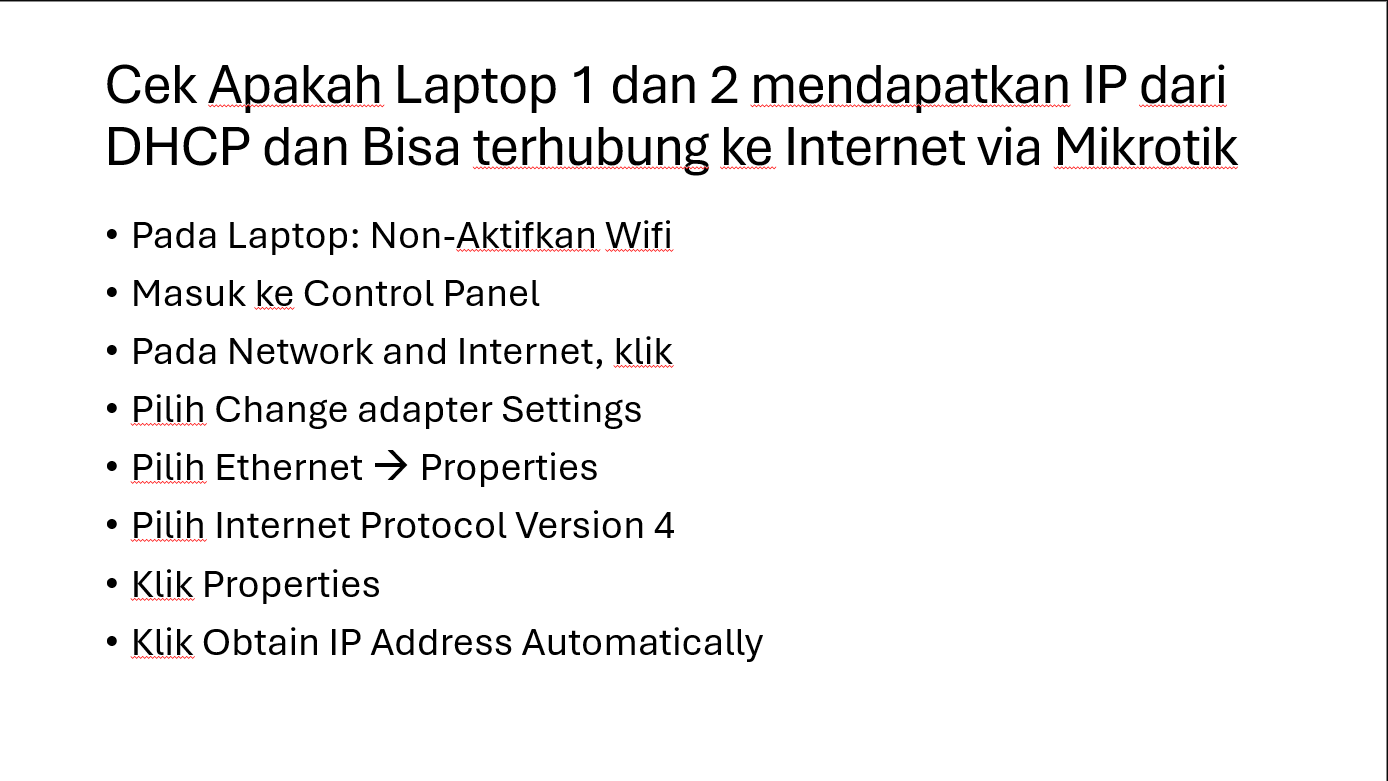 Cek Apakah Laptop 1 dan 2 mendapatkan IP dari
DHCP dan Bisa terhubung ke Internet via Mikrotik
• Pada Laptop: Non-Aktifkan Wifi
• Masuk ke Control Panel
• Pada Network and Internet, klik
• Pilih Change adapter Settings
• Pilih Ethernet → Properties
• Pilih Internet Protocol Version 4
• Klik Properties
• Klik Obtain IP Address Automatically